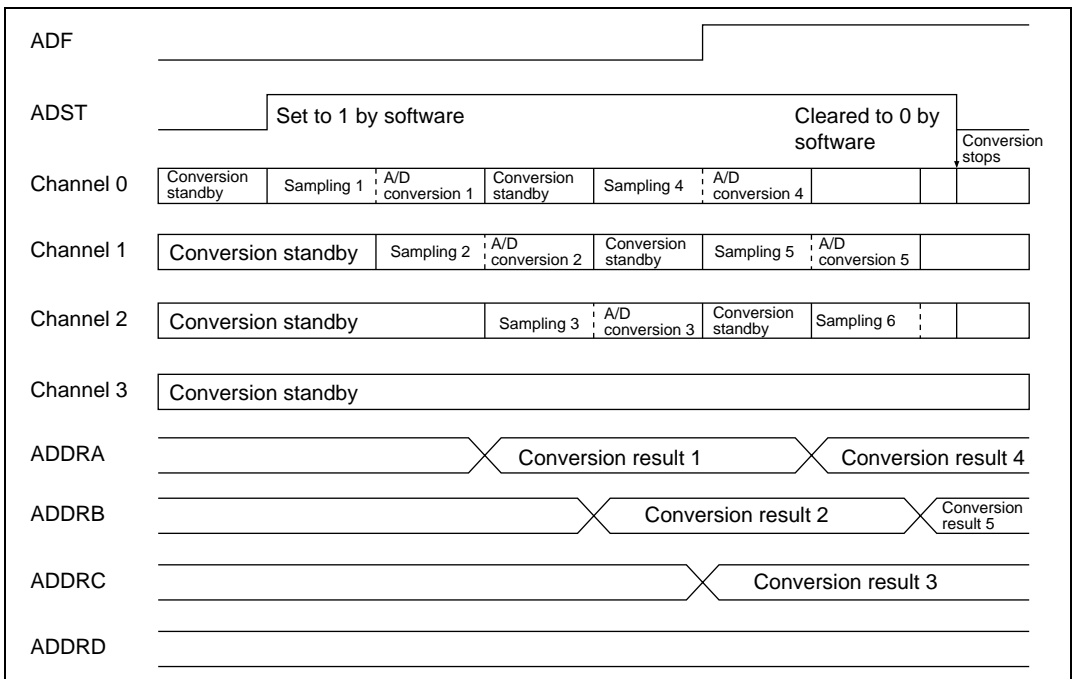 ADF
ADST
Set to 1 by software
Cleared to 0 by
software
Conversion
stops
Channel 0
Conversion
standby
Sampling 1
A/D
conversion 1
Conversion
standby
Sampling 4
A/D
conversion 4
Channel 1
Conversion standby
Sampling 2
A/D
conversion 2
Conversion
standby
Sampling 5
A/D
conversion 5
Channel 2
Conversion standby
Sampling 3
A/D
conversion 3
Conversion
standby
Sampling 6
Channel 3
Conversion standby
ADDRA
Conversion result 1
Conversion result 4
ADDRB
Conversion result 2
Conversion
result 5
ADDRC
Conversion result 3
ADDRD